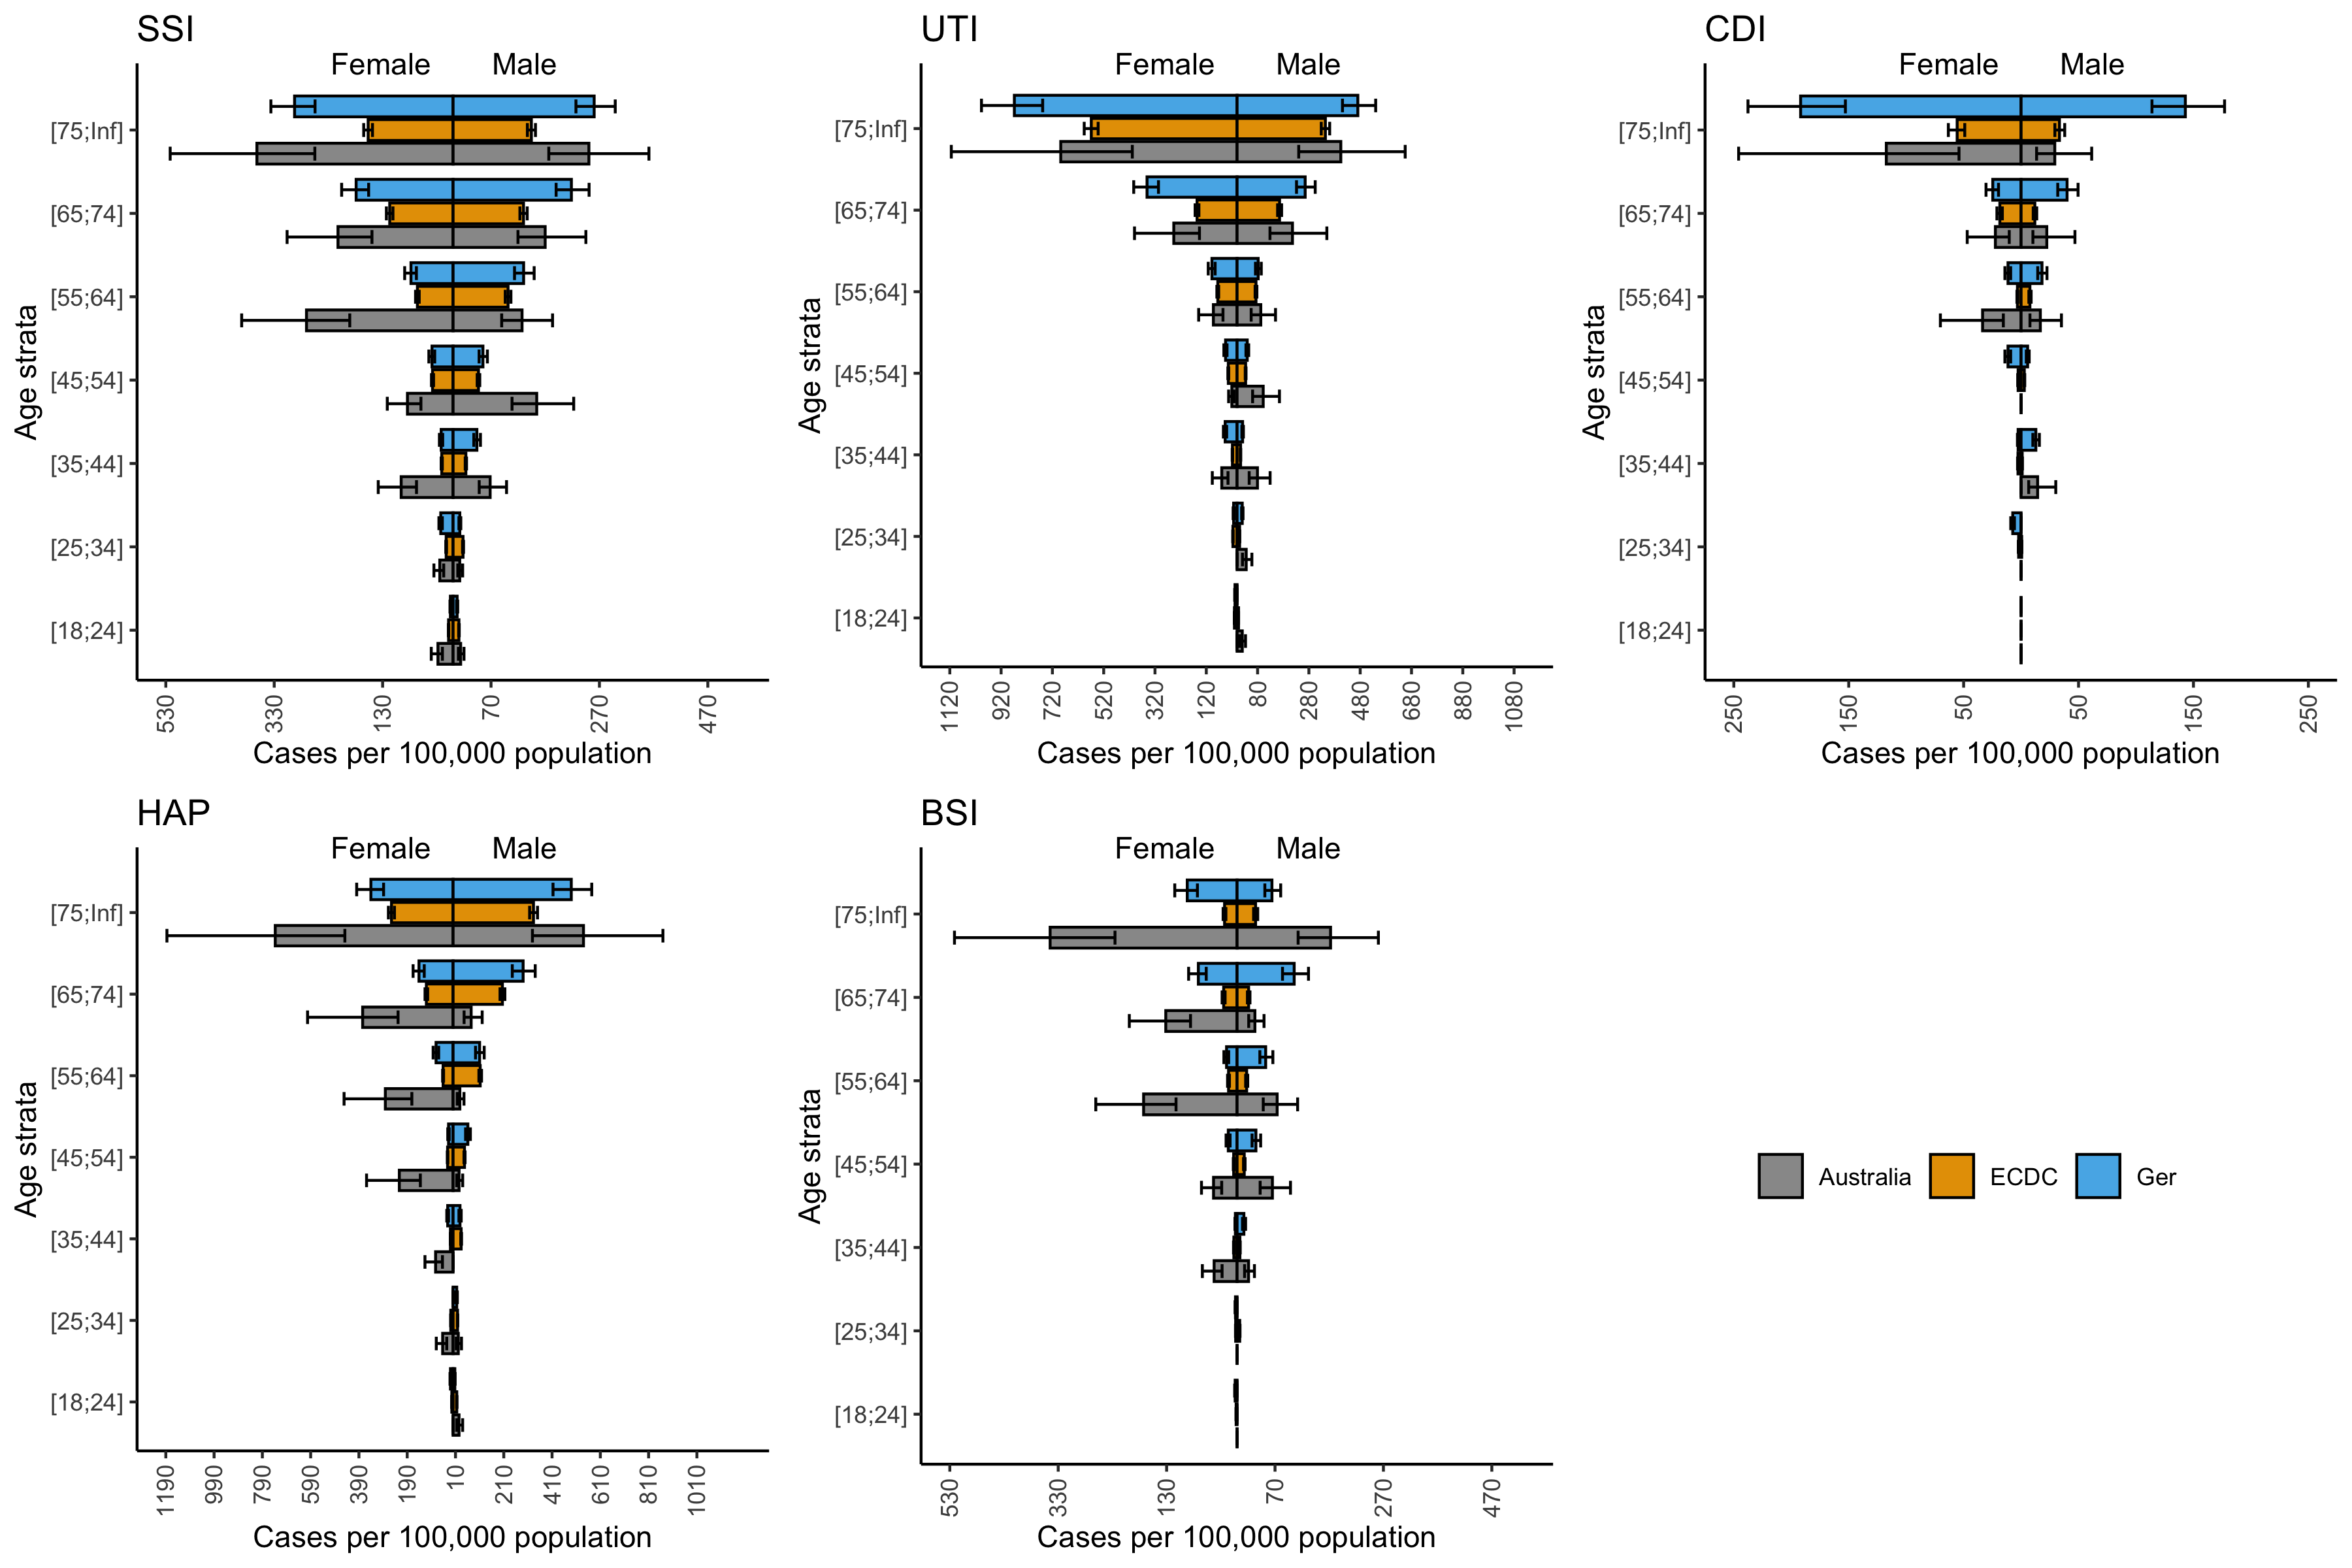 SSI
Female Male
[75;Inf]
[65;74]
[55;64]
[45;54]
[35;44]
[25;34]
[18;24]
Age strata
530 330 130 70 270 470
Cases per 100,000 population
UTI
Female Male
[75;Inf]
[65;74]
[55;64]
[45;54]
[35;44]
[25;34]
[18;24]
Age strata
1120 920 720 520 320 120 80 280 480 680 880 1080
Cases per 100,000 population
CDI
Female Male
[75;Inf]
[65;74]
[55;64]
[45;54]
[35;44]
[25;34]
[18;24]
Age strata
250 150 50 50 150 250
Cases per 100,000 population
HAP
Female Male
[75;Inf]
[65;74]
[55;64]
[45;54]
[35;44]
[25;34]
[18;24]
Age strata
1190 990 790 590 390 190 10 210 410 610 810 1010
Cases per 100,000 population
BSI
Female Male
[75;Inf]
[65;74]
[55;64]
[45;54]
[35;44]
[25;34]
[18;24]
Age strata
530 330 130 70 270 470
Cases per 100,000 population
Australia ECDC Ger